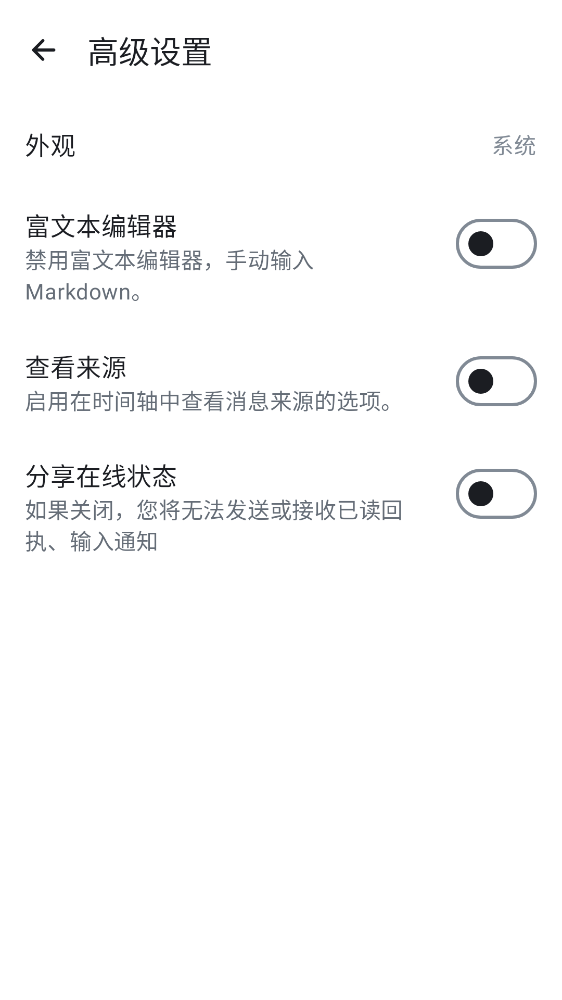 高级设置
外观
系统
富文本编辑器
禁用富文本编辑器，手动输入
Markdown。
查看来源
启用在时间轴中查看消息来源的选项。
分享在线状态
如果关闭，您将无法发送或接收已读回
执、输入通知